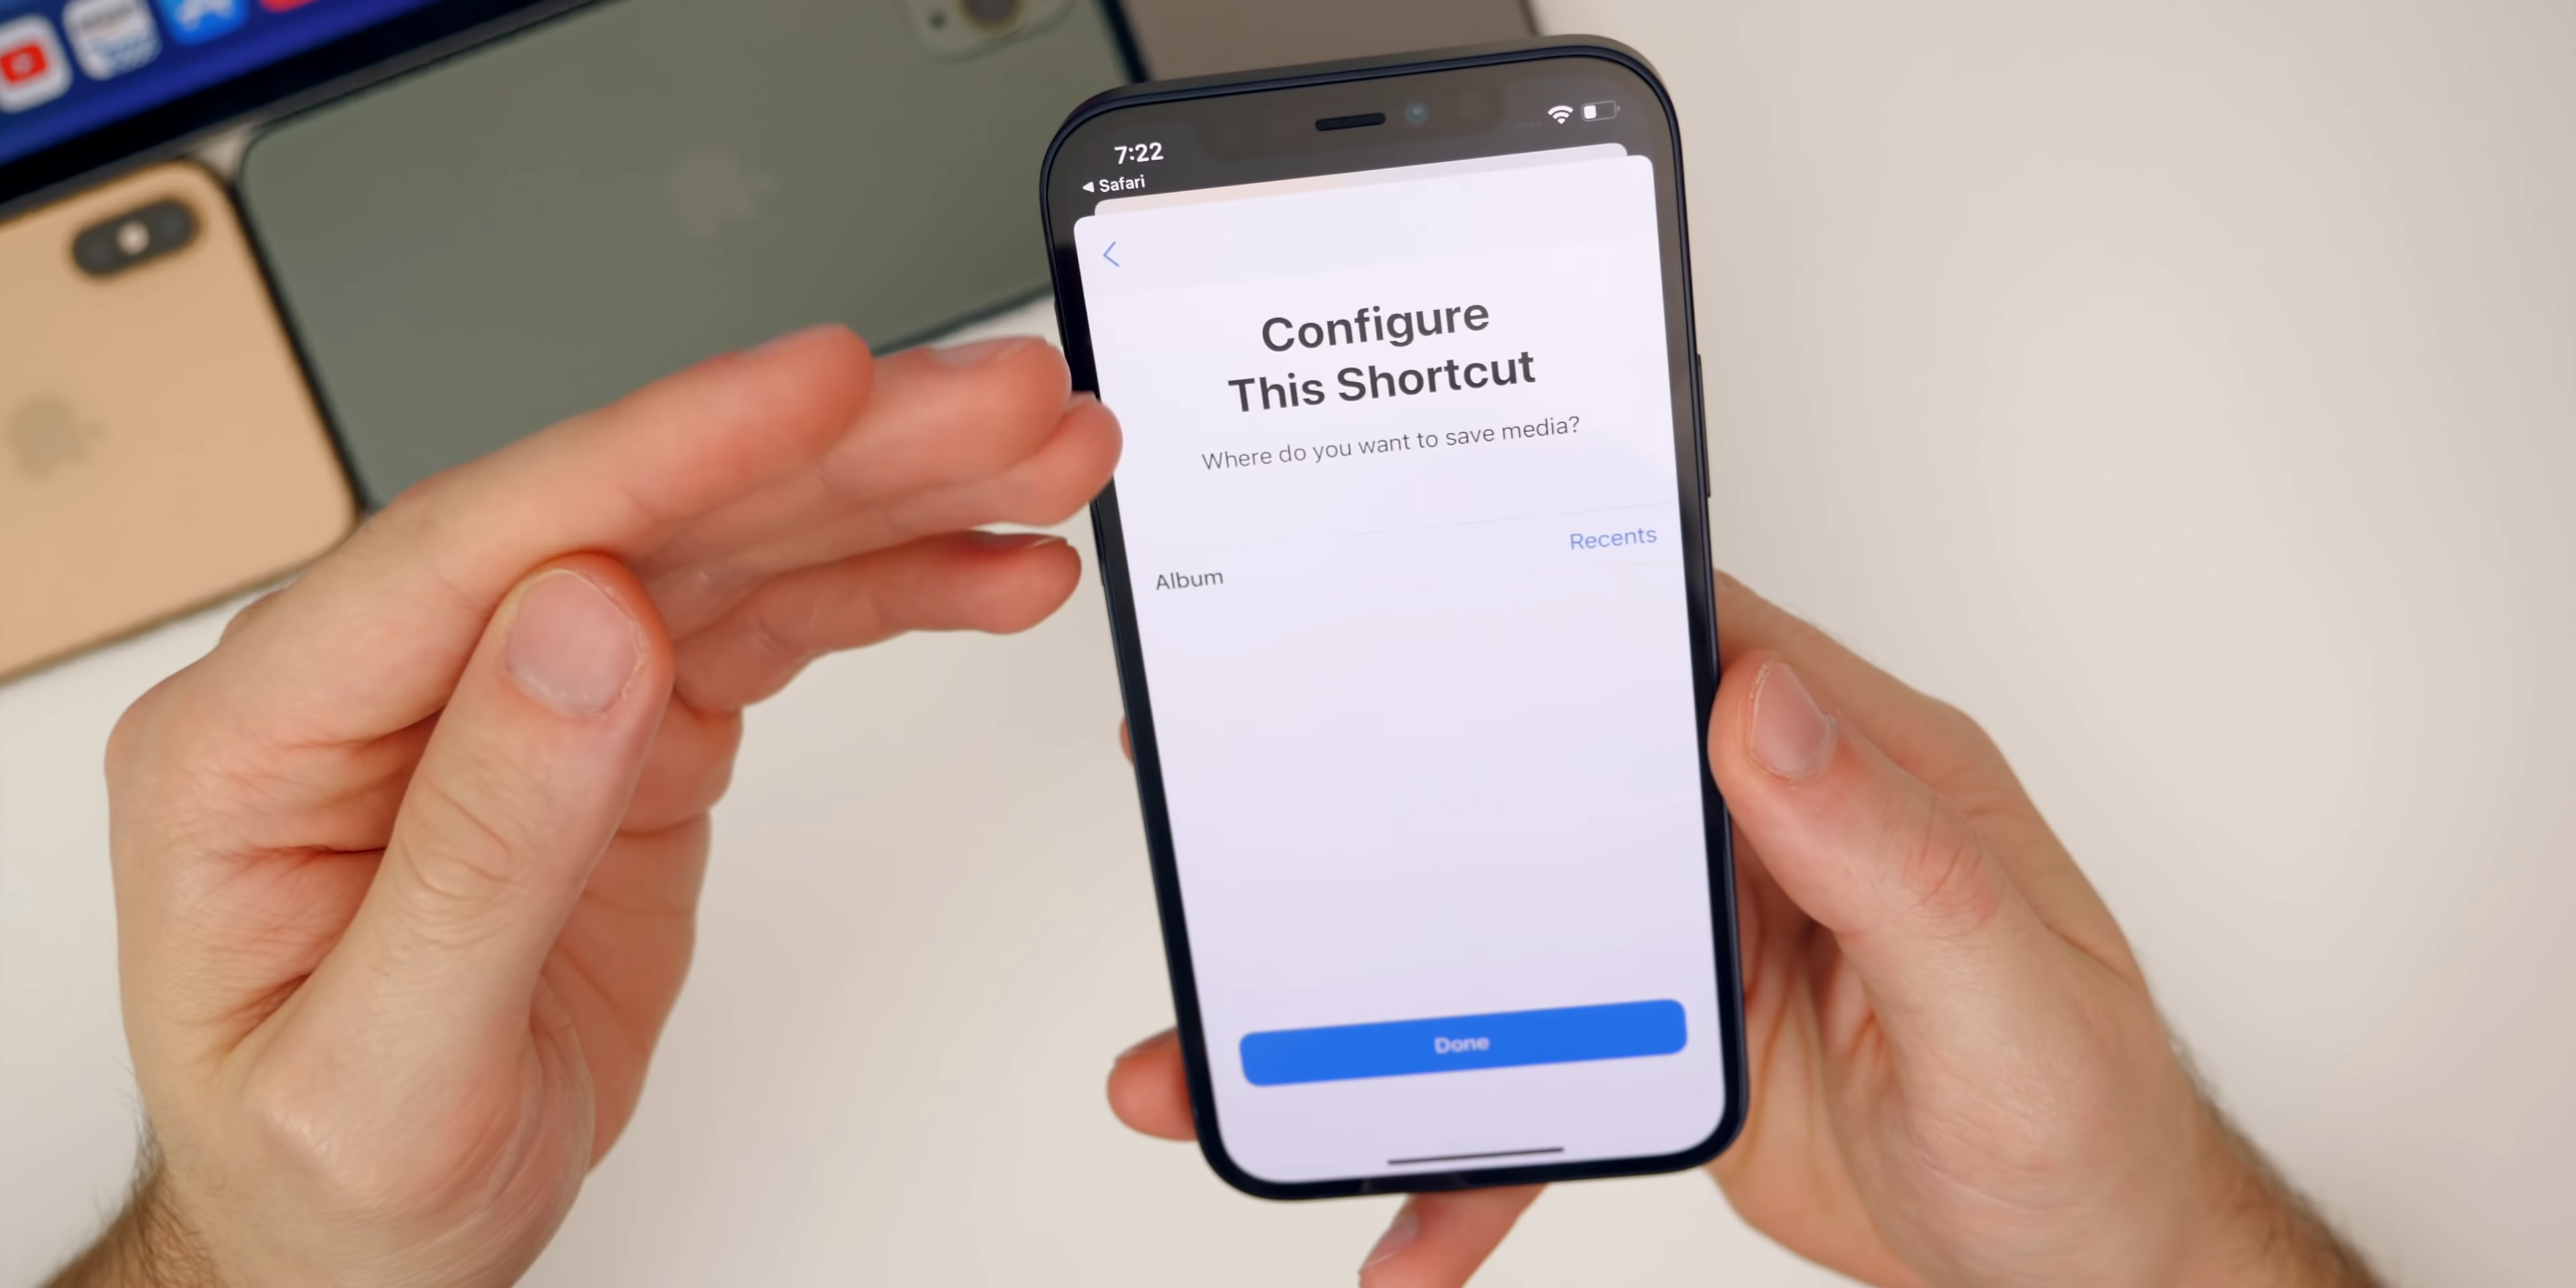 7:22
◀ Safari
Configure
This Shortcut
Where do you want to save media?
Album
Recents
Done